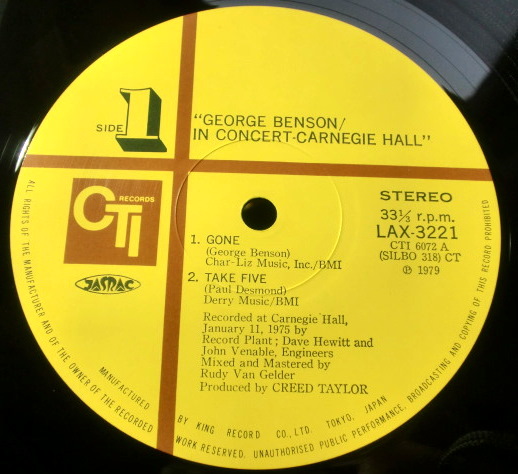 SIDE 1
"GEORGE BENSON/
IN CONCERT-CARNEGIE HALL"
CTI RECORDS
JASRAC
STEREO
33⅓ r.p.m.
LAX-3221
CTI 6072 A
(SILBO 318) CT
℗ 1979
1. GONE
(George Benson)
Char-Liz Music, Inc./BMI
2. TAKE FIVE
(Paul Desmond)
Derry Music/BMI
Recorded at Carnegie Hall,
January 11, 1975 by
Record Plant; Dave Hewitt and
John Venable, Engineers
Mixed and Mastered by
Rudy Van Gelder
Produced by CREED TAYLOR
MANUFACTURED BY KING RECORD CO., LTD. TOKYO, JAPAN
ALL RIGHTS OF THE MANUFACTURER AND OF THE OWNER OF THE RECORDED WORK RESERVED. UNAUTHORISED PUBLIC PERFORMANCE, BROADCASTING AND COPYING OF THIS RECORD PROHIBITED